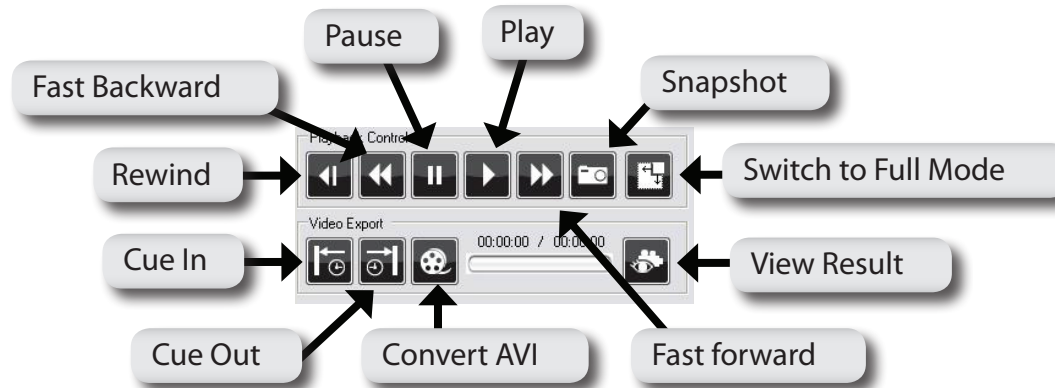 Pause
Play
Fast Backward
Snapshot
Playback Control
Rewind
Switch to Full Mode
Video Export
00:00:00 / 00:00:00
Cue In
View Result
Cue Out
Convert AVI
Fast forward